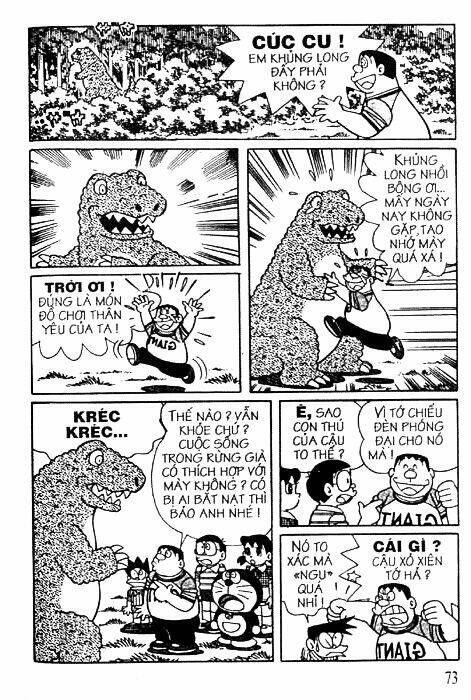 CÚC CU !
EM KHỦNG LONG
ĐẤY PHẢI
KHÔNG ?
KHỦNG
LONG NHỒI
BÔNG ƠI...
MẤY NGÀY
NAY KHÔNG
GẶP, TAO
NHỚ MÀY
QUÁ XÁ !
TRỜI ƠI !
ĐÚNG LÀ MÓN
ĐỒ CHƠI THÂN
YÊU CỦA TA !
GIANT
KRÉC
KRÉC...
THẾ NÀO ? VẪN
KHỎE CHỨ ?
CUỘC SỐNG
TRONG RỪNG GIÀ
CÓ THÍCH HỢP VỚI
MÀY KHÔNG ? CÓ
BỊ AI BẮT NẠT THÌ
BẢO ANH NHÉ !
Ê, SAO
CON THÚ
CỦA CẬU
TO THẾ ?
VÌ TỚ CHIẾU
ĐÈN PHÓNG
ĐẠI CHO NÓ
MÀ !
GIANT
NÓ TO
XÁC MÀ
«NGU»
QUÁ
NHỈ !
CÁI GÌ ?
CẬU XỎ XIÊN
TỚ HẢ ?
GIANT
73